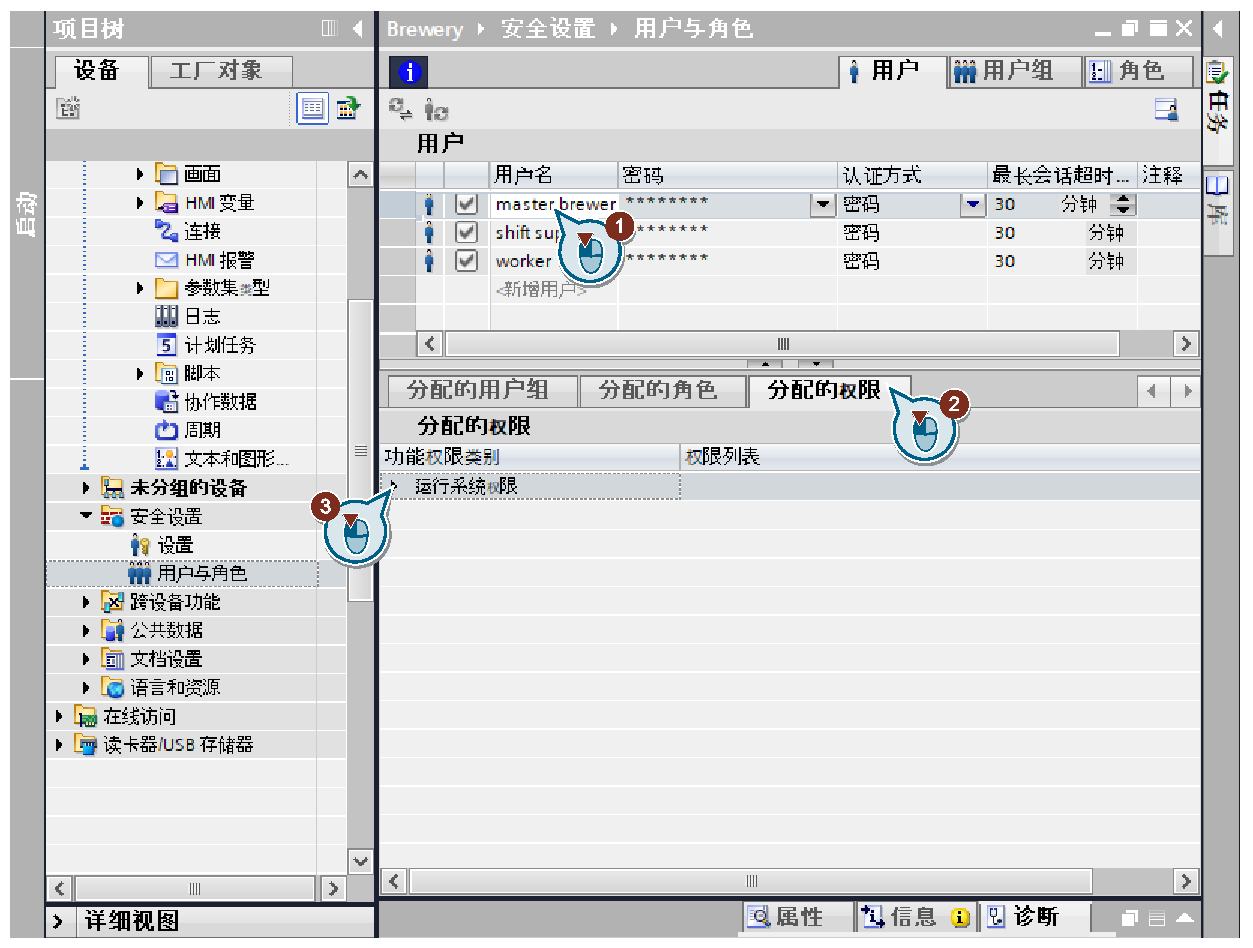 项目树
Brewery ▸ 安全设置 ▸ 用户与角色
设备
工厂对象
用户
用户组
角色
任务
库
启动
用户
用户名 密码 认证方式 最长会话超时... 注释
master brewer ******** 密码 30 分钟
shift sup ******** 密码 30 分钟
worker ******** 密码 30 分钟
<新增用户>
1
画面
HMI 变量
连接
HMI 报警
参数集类型
日志
计划任务
脚本
协作数据
周期
文本和图形...
未分组的设备
安全设置
设置
用户与角色
跨设备功能
公共数据
文档设置
语言和资源
在线访问
读卡器/USB 存储器
详细视图
分配的用户组
分配的角色
分配的权限
2
分配的权限
功能权限类别 权限列表
运行系统权限
3
属性
信息
诊断